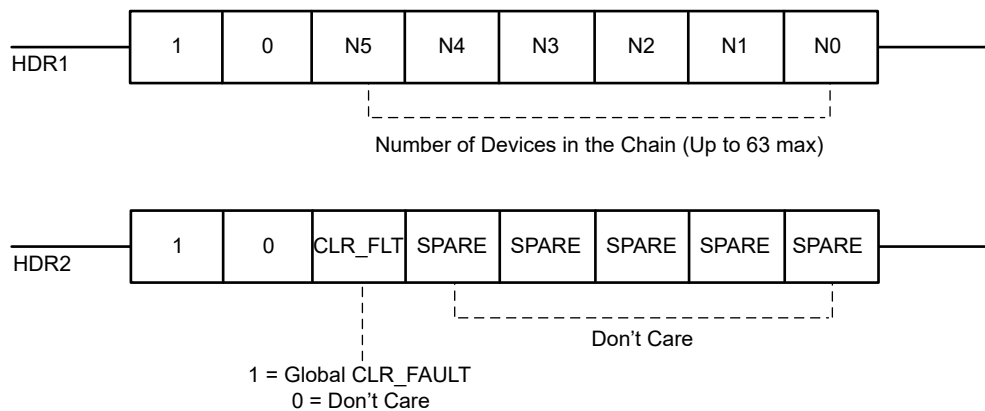 HDR1 1 0 N5 N4 N3 N2 N1 N0
Number of Devices in the Chain (Up to 63 max)
HDR2 1 0 CLR_FLT SPARE SPARE SPARE SPARE SPARE
Don't Care
1 = Global CLR_FAULT
0 = Don't Care